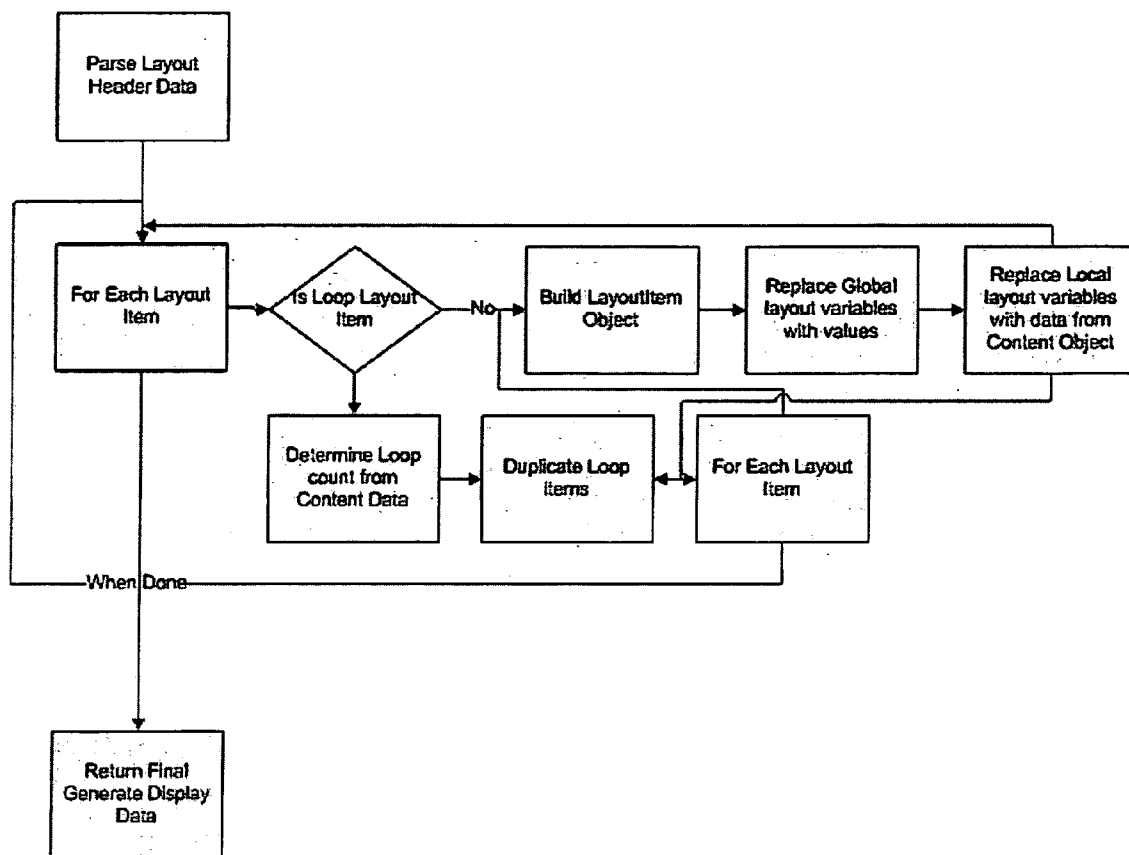 Parse Layout
Header Data
For Each Layout
Item
Is Loop Layout
Item
No
Build LayoutItem
Object
Replace Global
layout variables
with values
Replace Local
layout variables
with data from
Content Object
Determine Loop
count from
Content Data
Duplicate Loop
Items
For Each Layout
Item
When Done
Return Final
Generate Display
Data